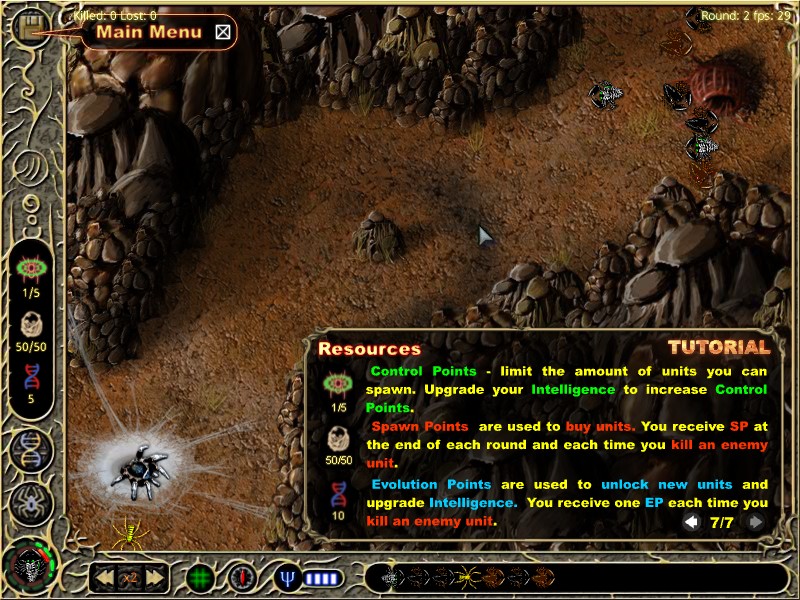 Killed: 0 Lost: 0
Round: 2 fps: 29
Main Menu
1/5
50/50
5
Resources
TUTORIAL
Control Points - limit the amount of units you can
spawn. Upgrade your Intelligence to increase Control
Points.
1/5
Spawn Points are used to buy units. You receive SP at
the end of each round and each time you kill an enemy
unit.
50/50
Evolution Points are used to unlock new units and
upgrade Intelligence. You receive one EP each time you
kill an enemy unit.
10
7/7
x2